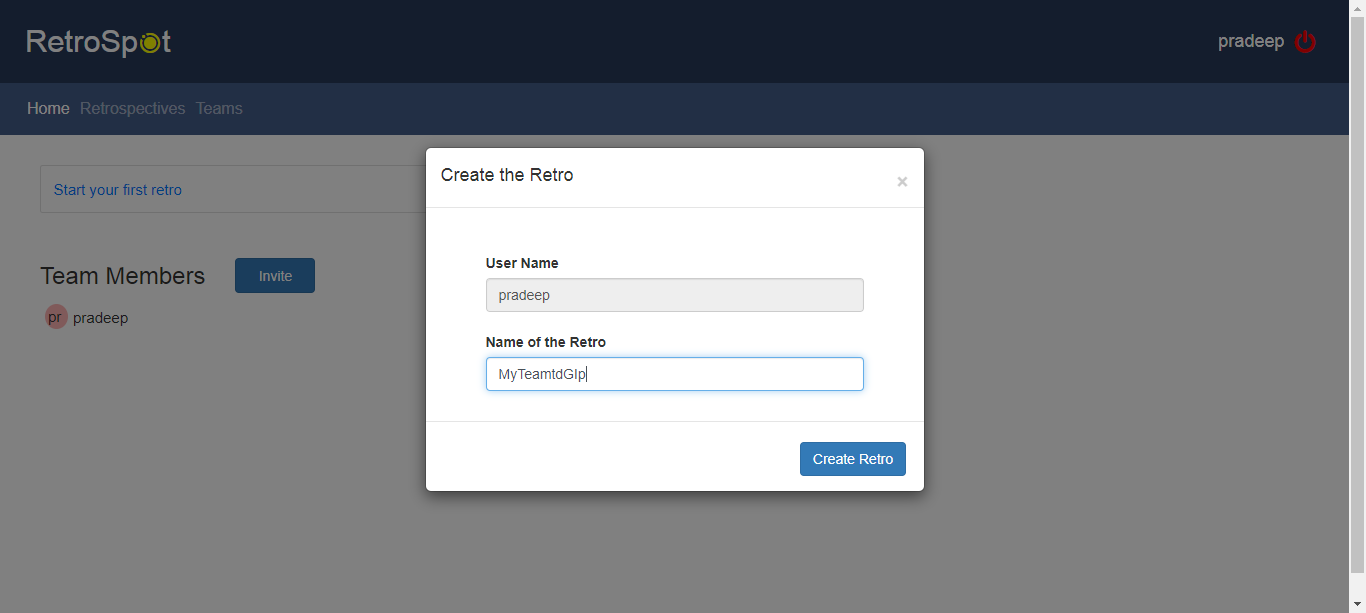 RetroSpot
pradeep
Home Retrospectives Teams
Start your first retro
Team Members
Invite
pr pradeep
Create the Retro
×
User Name
pradeep
Name of the Retro
MyTeamtdGlp
Create Retro